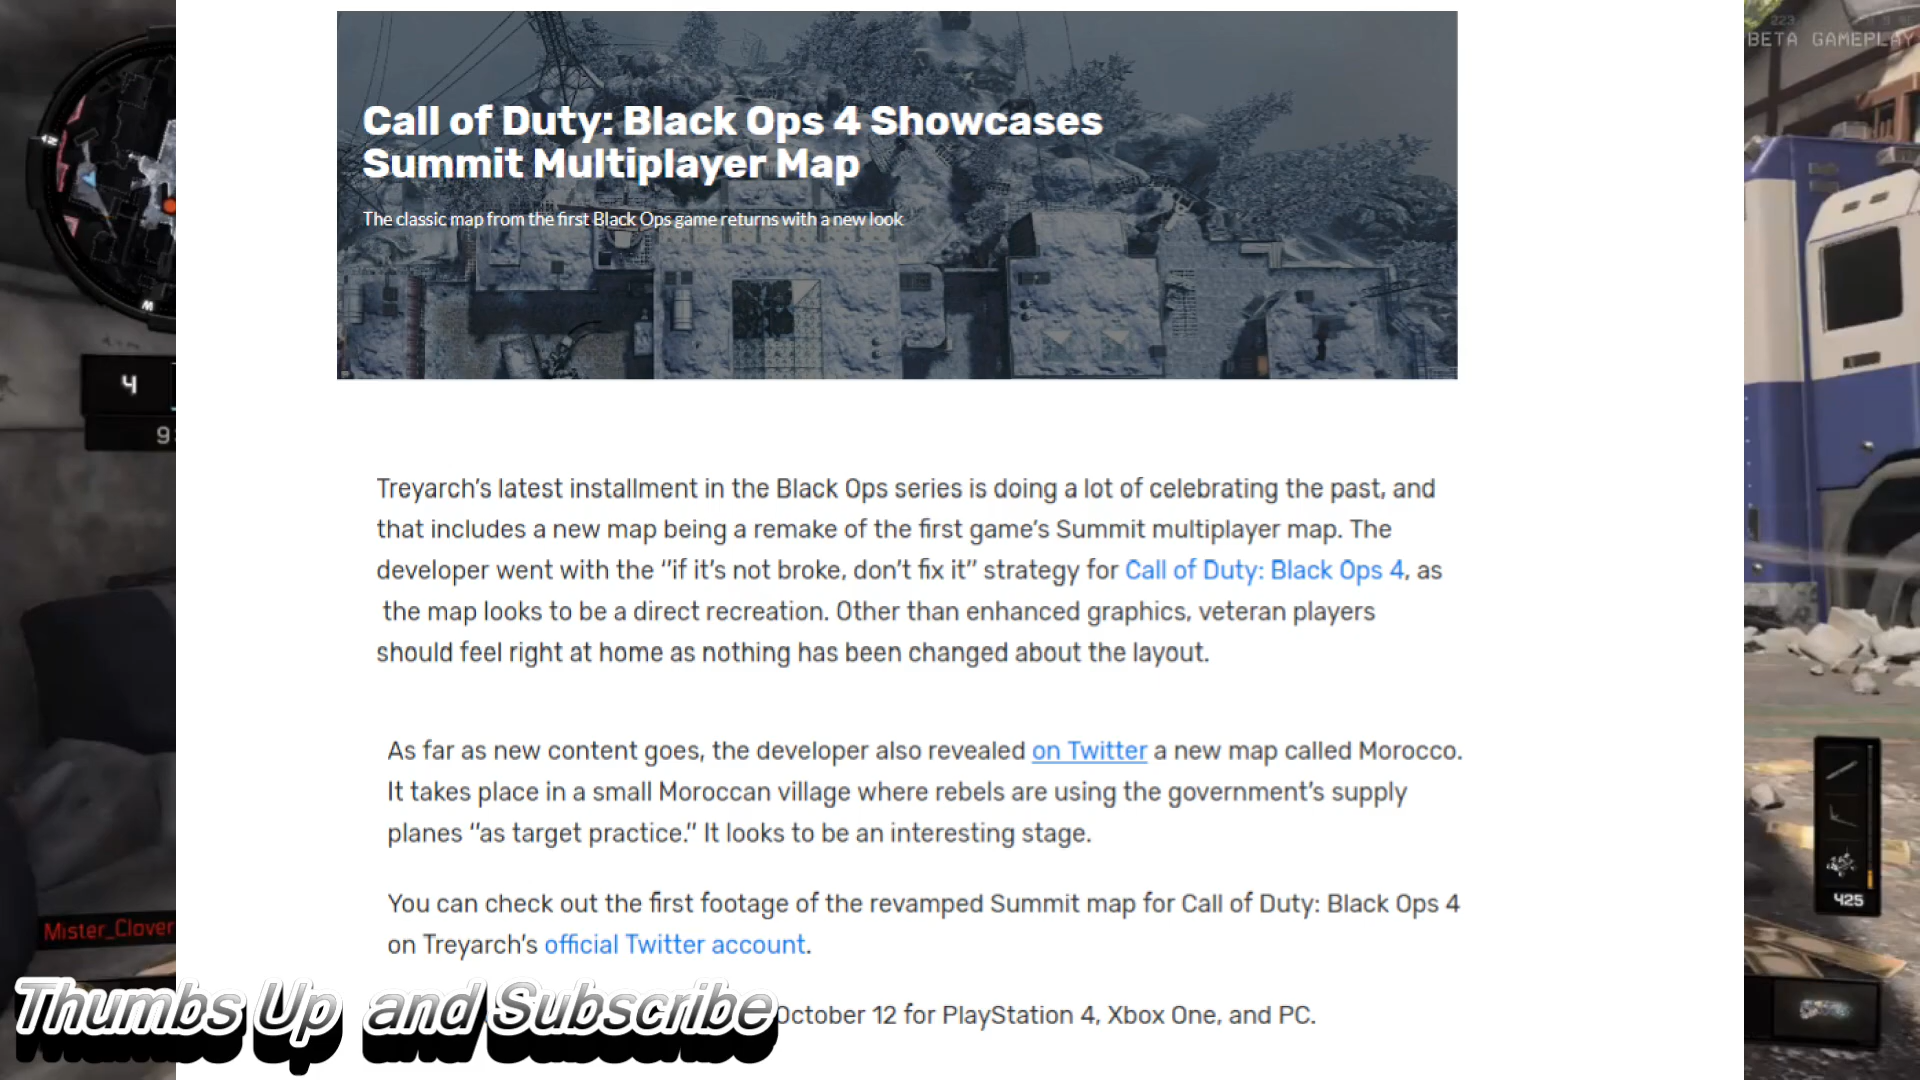 223
BETA GAMEPLAY
Call of Duty: Black Ops 4 Showcases
Summit Multiplayer Map
The classic map from the first Black Ops game returns with a new look
N
W
4
9
Treyarch's latest installment in the Black Ops series is doing a lot of celebrating the past, and
that includes a new map being a remake of the first game's Summit multiplayer map. The
developer went with the "if it's not broke, don't fix it" strategy for Call of Duty: Black Ops 4, as
the map looks to be a direct recreation. Other than enhanced graphics, veteran players
should feel right at home as nothing has been changed about the layout.
As far as new content goes, the developer also revealed on Twitter a new map called Morocco.
It takes place in a small Moroccan village where rebels are using the government's supply
planes "as target practice." It looks to be an interesting stage.
You can check out the first footage of the revamped Summit map for Call of Duty: Black Ops 4
on Treyarch's official Twitter account.
425
Mister_Clover
Thumbs Up and Subscribe
October 12 for PlayStation 4, Xbox One, and PC.